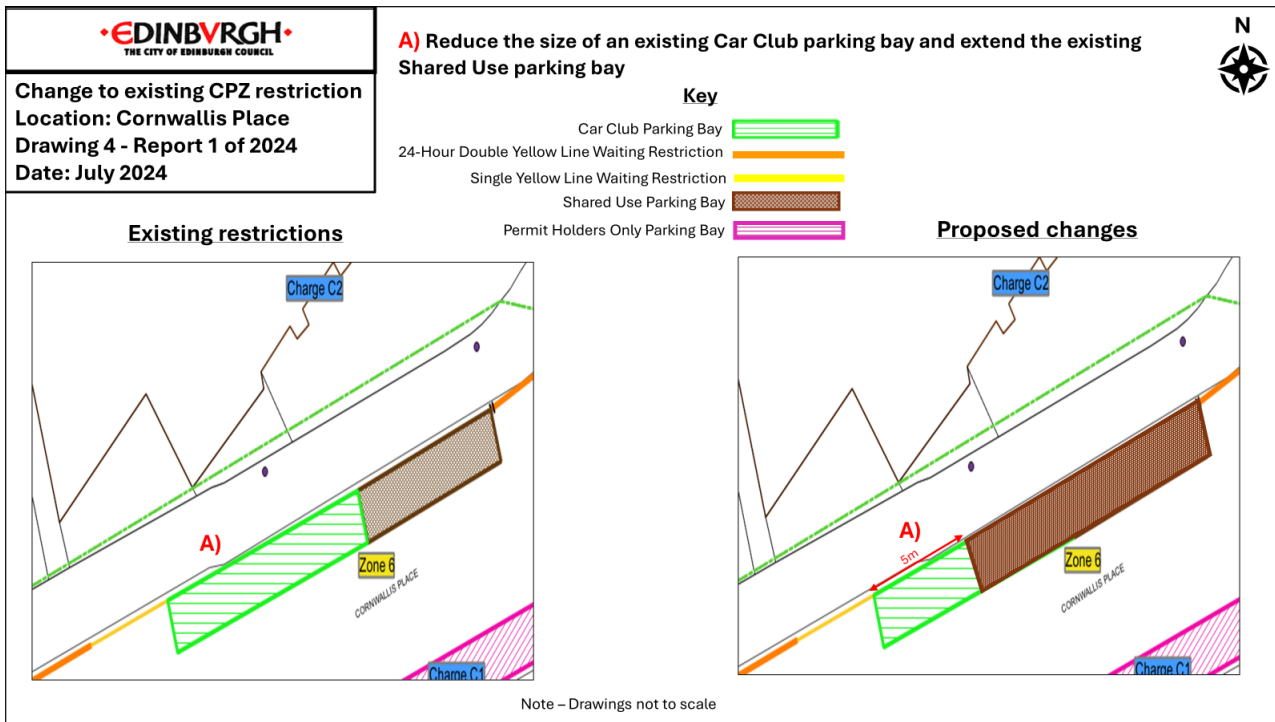 EDINBVRGH
THE CITY OF EDINBURGH COUNCIL
Change to existing CPZ restriction
Location: Cornwallis Place
Drawing 4 - Report 1 of 2024
Date: July 2024
A) Reduce the size of an existing Car Club parking bay and extend the existing
Shared Use parking bay
N
Key
Car Club Parking Bay
24-Hour Double Yellow Line Waiting Restriction
Single Yellow Line Waiting Restriction
Shared Use Parking Bay
Permit Holders Only Parking Bay
Existing restrictions
Charge C2
A)
Zone 6
CORNWALLIS PLACE
Charge C1
Proposed changes
Charge C2
A)
5m
Zone 6
CORNWALLIS PLACE
Charge C1
Note – Drawings not to scale